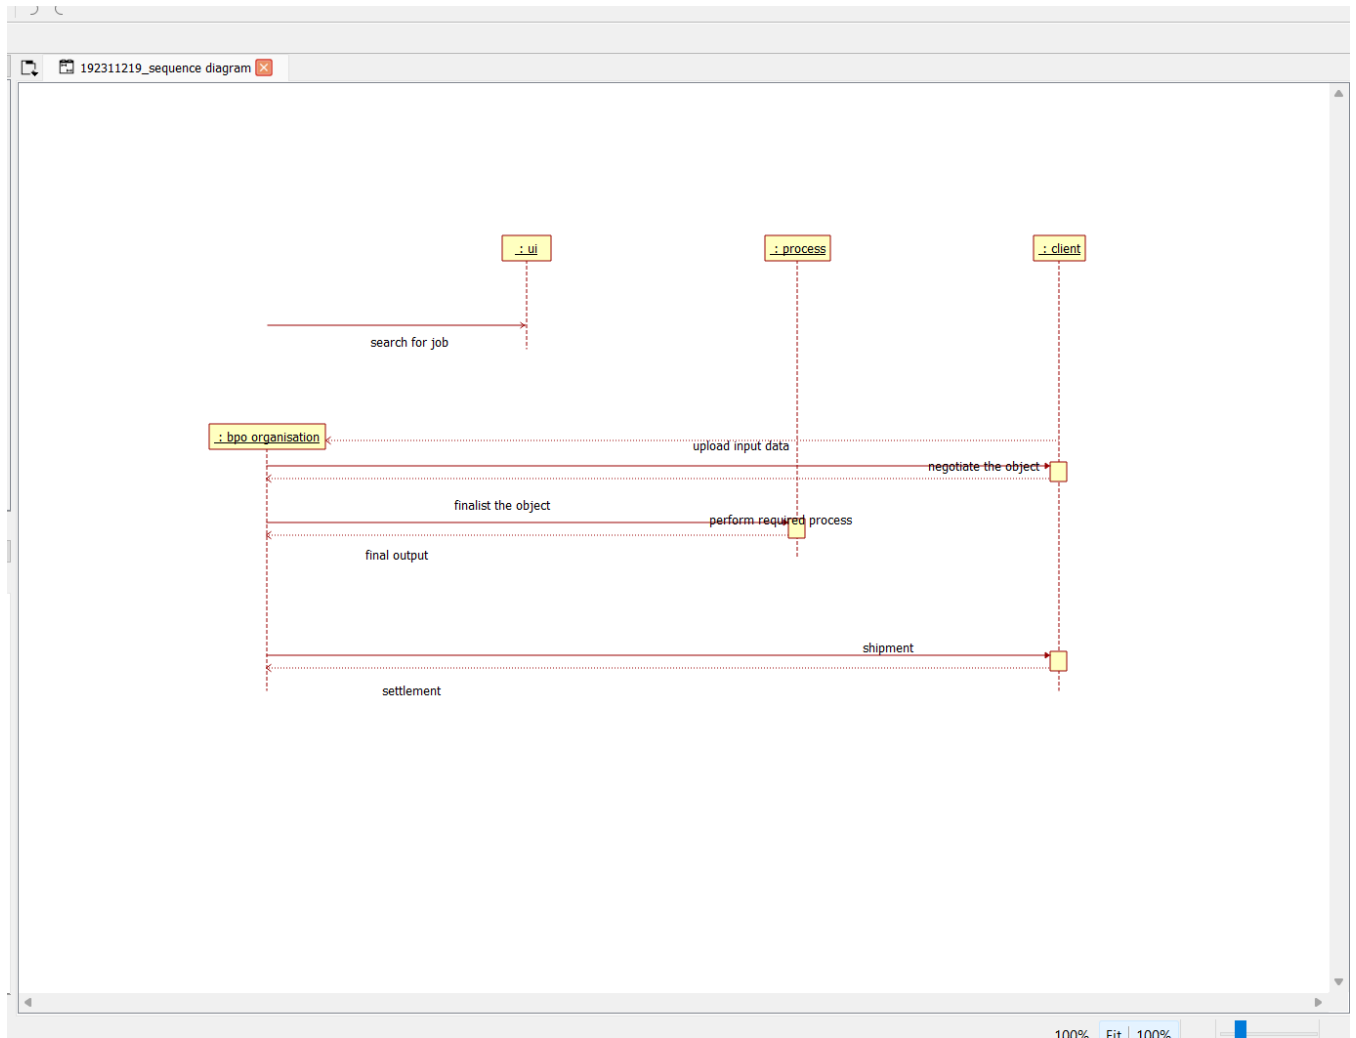 192311219_sequence diagram
: ui
: process
: client
search for job
: bpo organisation
upload input data
negotiate the object
finalist the object
perform required process
final output
shipment
settlement
100% Fit 100%